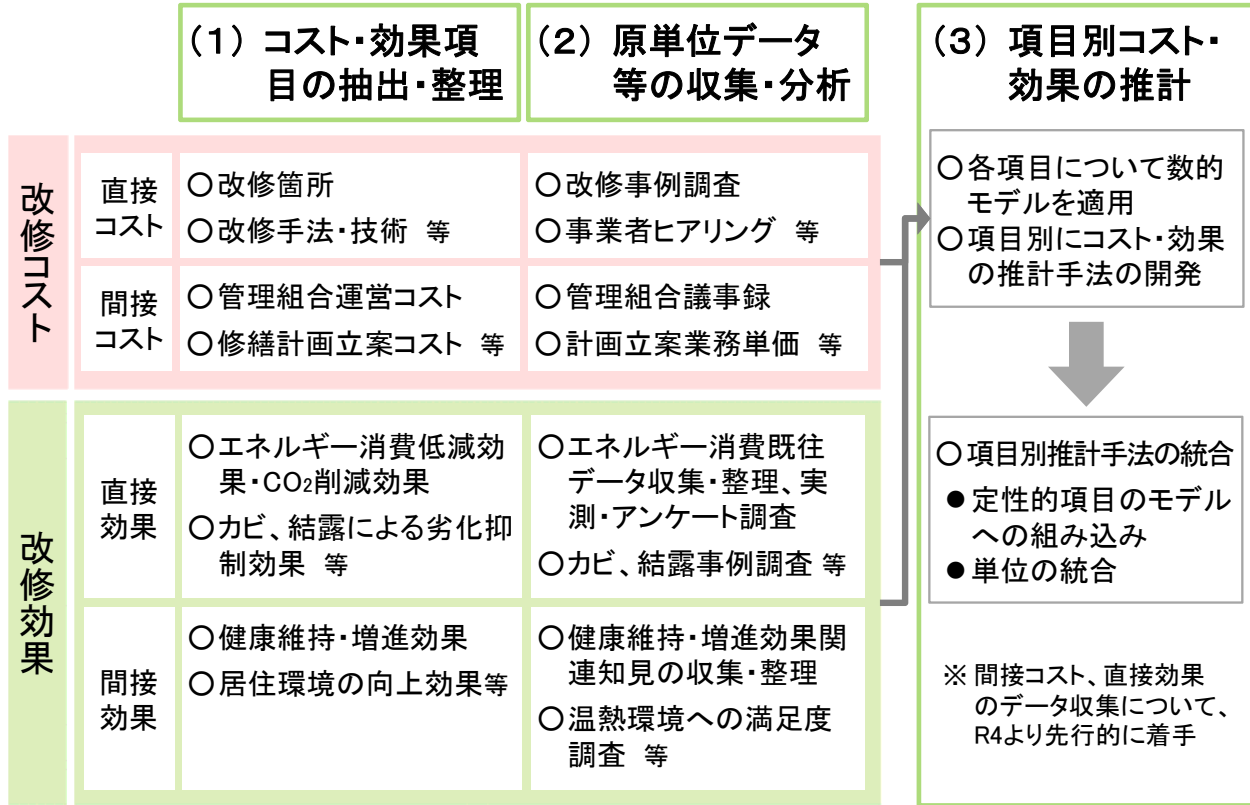 (1) コスト・効果項
目の抽出・整理
(2) 原単位データ
等の収集・分析
(3) 項目別コスト・
効果の推計
改修コスト
直接
コスト
○改修箇所
○改修手法・技術 等
○改修事例調査
○事業者ヒアリング 等
間接
コスト
○管理組合運営コスト
○修繕計画立案コスト 等
○管理組合議事録
○計画立案業務単価 等
改修効果
直接
効果
○エネルギー消費低減効
果・CO₂削減効果
○カビ、結露による劣化抑
制効果 等
○エネルギー消費既往
データ収集・整理、実
測・アンケート調査
○カビ、結露事例調査 等
間接
効果
○健康維持・増進効果
○居住環境の向上効果等
○健康維持・増進効果関
連知見の収集・整理
○温熱環境への満足度
調査 等
○各項目について数的
モデルを適用
○項目別にコスト・効果
の推計手法の開発
○項目別推計手法の統合
●定性的項目のモデル
への組み込み
●単位の統合
※間接コスト、直接効果
のデータ収集について、
R4より先行的に着手